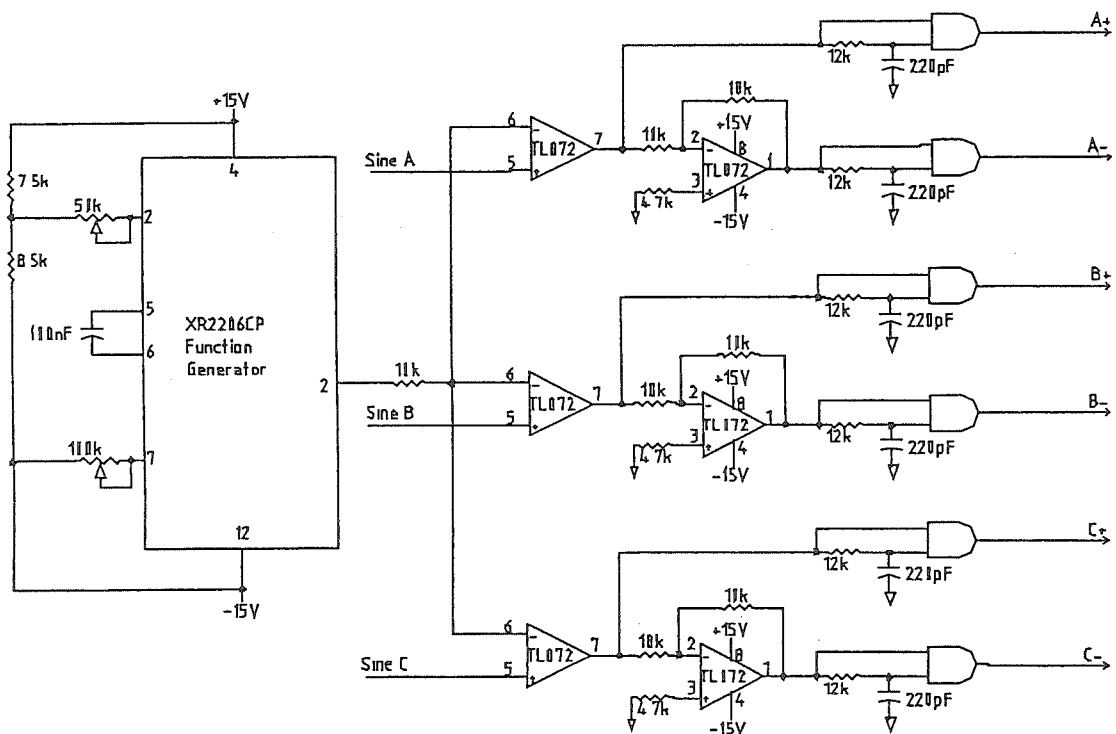 +15V
4
7 5k
50k
2
8 5k
5
100nF
6
XR2206CP
Function
Generator
2
100k
7
12
-15V
10k
6
TL072
7
Sine A
5
10k
10k
2
+15V
8
TL072
1
3
4 7k
4
-15V
12k
220pF
A+
12k
220pF
A-
6
TL072
7
Sine B
5
10k
10k
2
+15V
8
TL072
1
3
4 7k
4
-15V
12k
220pF
B+
12k
220pF
B-
6
TL072
7
Sine C
5
10k
10k
2
+15V
8
TL072
1
3
4 7k
4
-15V
12k
220pF
C+
12k
220pF
C-